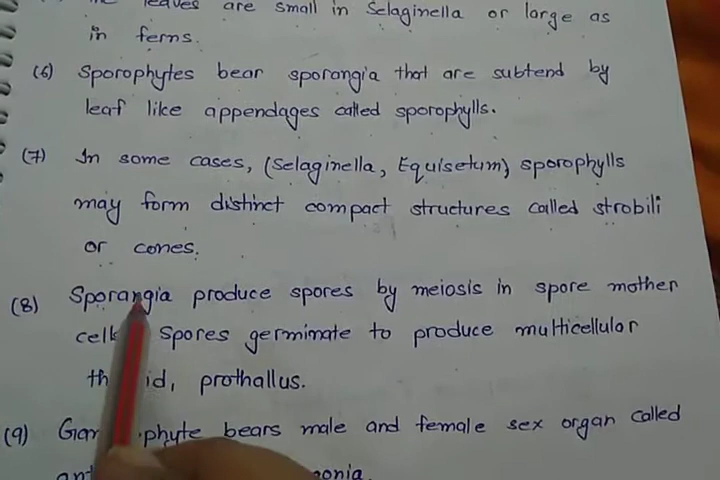 leaves are small in Selaginella or large as
in ferns.
(6) Sporophytes bear sporangia that are subtend by
leaf like appendages called sporophylls.
(7) In some cases, (Selaginella, Equisetum) sporophylls
may form distinct compact structures called strobili
or cones.
(8) Sporangia produce spores by meiosis in spore mother
Spores germinate to produce multicellular
prothallus.
(9) bears male and female sex organ called